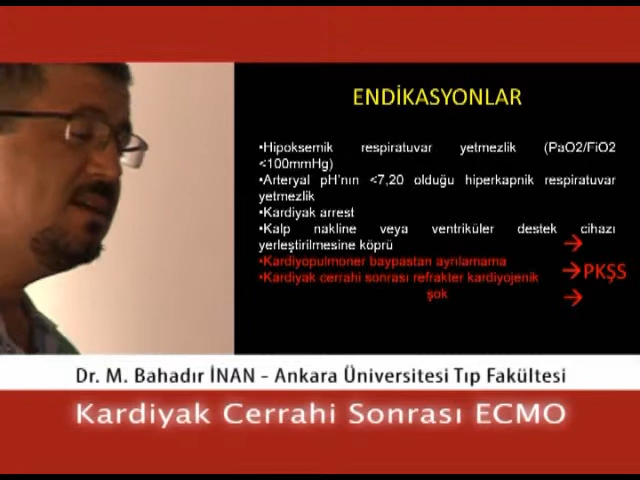 ENDİKASYONLAR
•Hipoksemik respiratuvar yetmezlik (PaO2/FiO2
<100mmHg)
•Arteryal pH'nın <7,20 olduğu hiperkapnik respiratuvar
yetmezlik
•Kardiyak arrest
•Kalp nakline veya ventriküler destek cihazı
yerleştirilmesine köprü
•Kardiyopulmoner baypastan ayrılamama
•Kardiyak cerrahi sonrası refrakter kardiyojenik
şok
→
→PKŞS
→
Dr. M. Bahadır İNAN - Ankara Üniversitesi Tıp Fakültesi
Kardiyak Cerrahi Sonrası ECMO